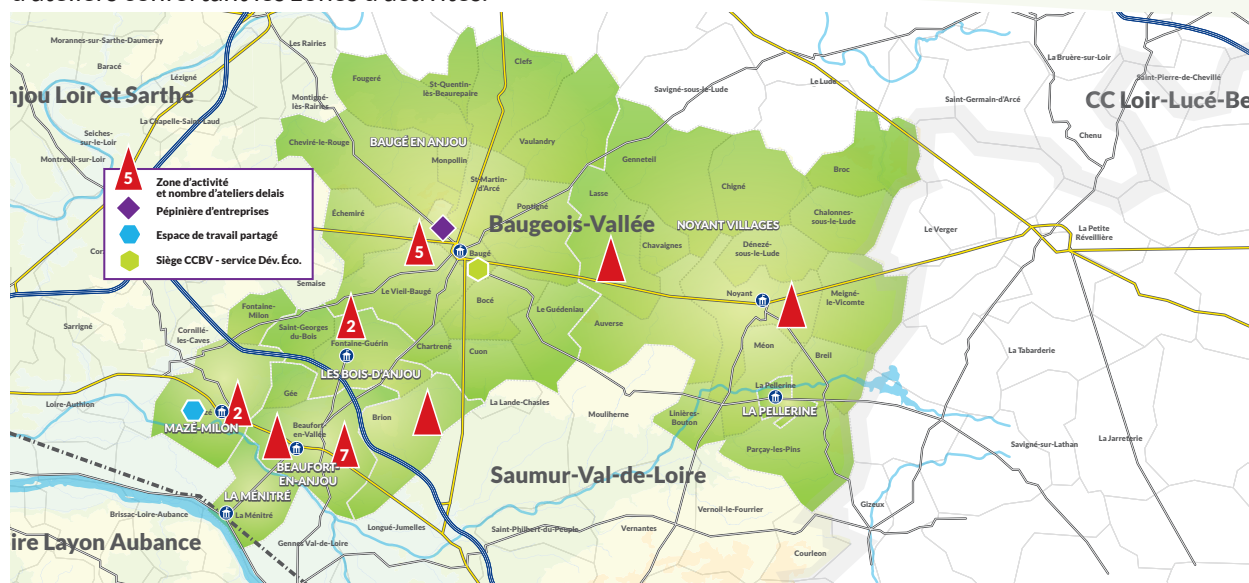 Morannes-sur-Sarthe-Daumeray
Baracé
Lézigné
Les Rairies
Clefs
Fougeré
St-Quentin-
lès-Beaurepaire
Savigné-sous-le-Lude
Le Lude
La Bruère-sur-Loir
Saint-Pierre-de-Chevillé
Saint-Germain-d'Arcé
CC Loir-Lucé-Be
njou Loir et Sarthe
Montigné-
lès-Rairies
La Chapelle-Saint-Laud
Seiches-
sur-le-Loir
Montreuil-sur-Loir
Chenu
Cheviré-le-Rouge
BAUGÉ EN ANJOU
Vaulandry
Monpollin
Genneteil
Broc
St-Martin-
d'Arcé
Chigné
Lasse
5
Zone d'activité
et nombre d'ateliers delais
Pépinière d'entreprises
Espace de travail partagé
Siège CCBV - service Dév. Éco.
Échemiré
Pontigné
Baugeois-Vallée
NOYANT VILLAGES
Chalonnes-
sous-le-Lude
Le Verger
La Petite
Réveillière
5
Baugé
Chavaignes
Dénezé-
sous-le-Lude
Semaise
Le Vieil-Baugé
Bocé
Le Guédeniau
Auverse
Noyant
Meigné-
le-Vicomte
Fontaine-
Milon
Sarrigné
Cornillé-
les-Caves
Saint-Georges
du-Bois
2
Fontaine-Guérin
Chartrené
Cuon
Méon
Breil
La Tabarderie
LES BOIS-D'ANJOU
Gée
La Pellerine
LA PELLERINE
Loire-Authion
2
MAZÉ-MILON
Brion
La Lande-Chasles
Mouliherne
Linières-
Bouton
Beaufort
en-Vallée
7
BEAUFORT-
EN-ANJOU
Parçay-les-Pins
Savigné-sur-Lathan
La Jarreterie
Saumur-Val-de-Loire
LA MÉNITRÉ
La Ménitré
Brissac-Loire-Aubance
Longué-Jumelles
Saint-Philbert-du-Peuple
Vernantes
Vernoil-le-Fourrier
Gizeux
ire Layon Aubance
Gennes Val-de-Loire
Courleon